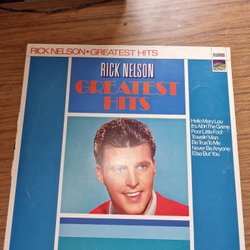 RICK NELSON • GREATEST HITS
STEREO
RICK NELSON
GREATEST
HITS
Hello Mary Lou
It's All In The Game
Poor Little Fool
Travelin' Man
Be True To Me
Never Be Anyone
Else But You